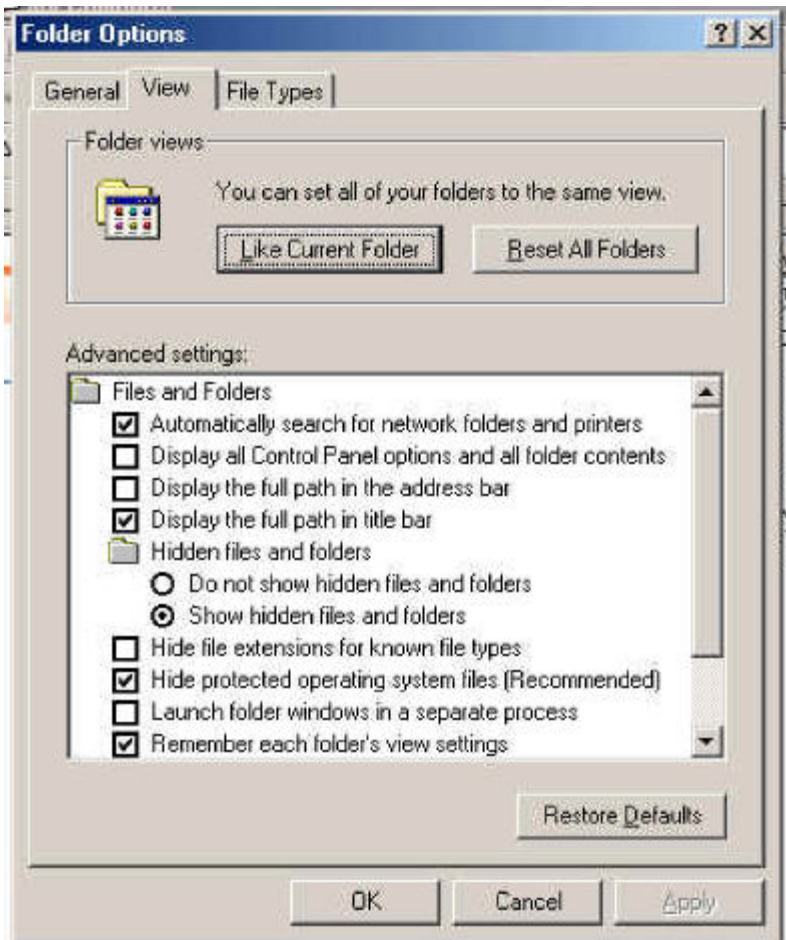 Folder Options
General View File Types
Folder views
You can set all of your folders to the same view.
Like Current Folder Reset All Folders
Advanced settings:
Files and Folders
Automatically search for network folders and printers
Display all Control Panel options and all folder contents
Display the full path in the address bar
Display the full path in title bar
Hidden files and folders
Do not show hidden files and folders
Show hidden files and folders
Hide file extensions for known file types
Hide protected operating system files (Recommended)
Launch folder windows in a separate process
Remember each folder's view settings
Restore Defaults
OK Cancel Apply